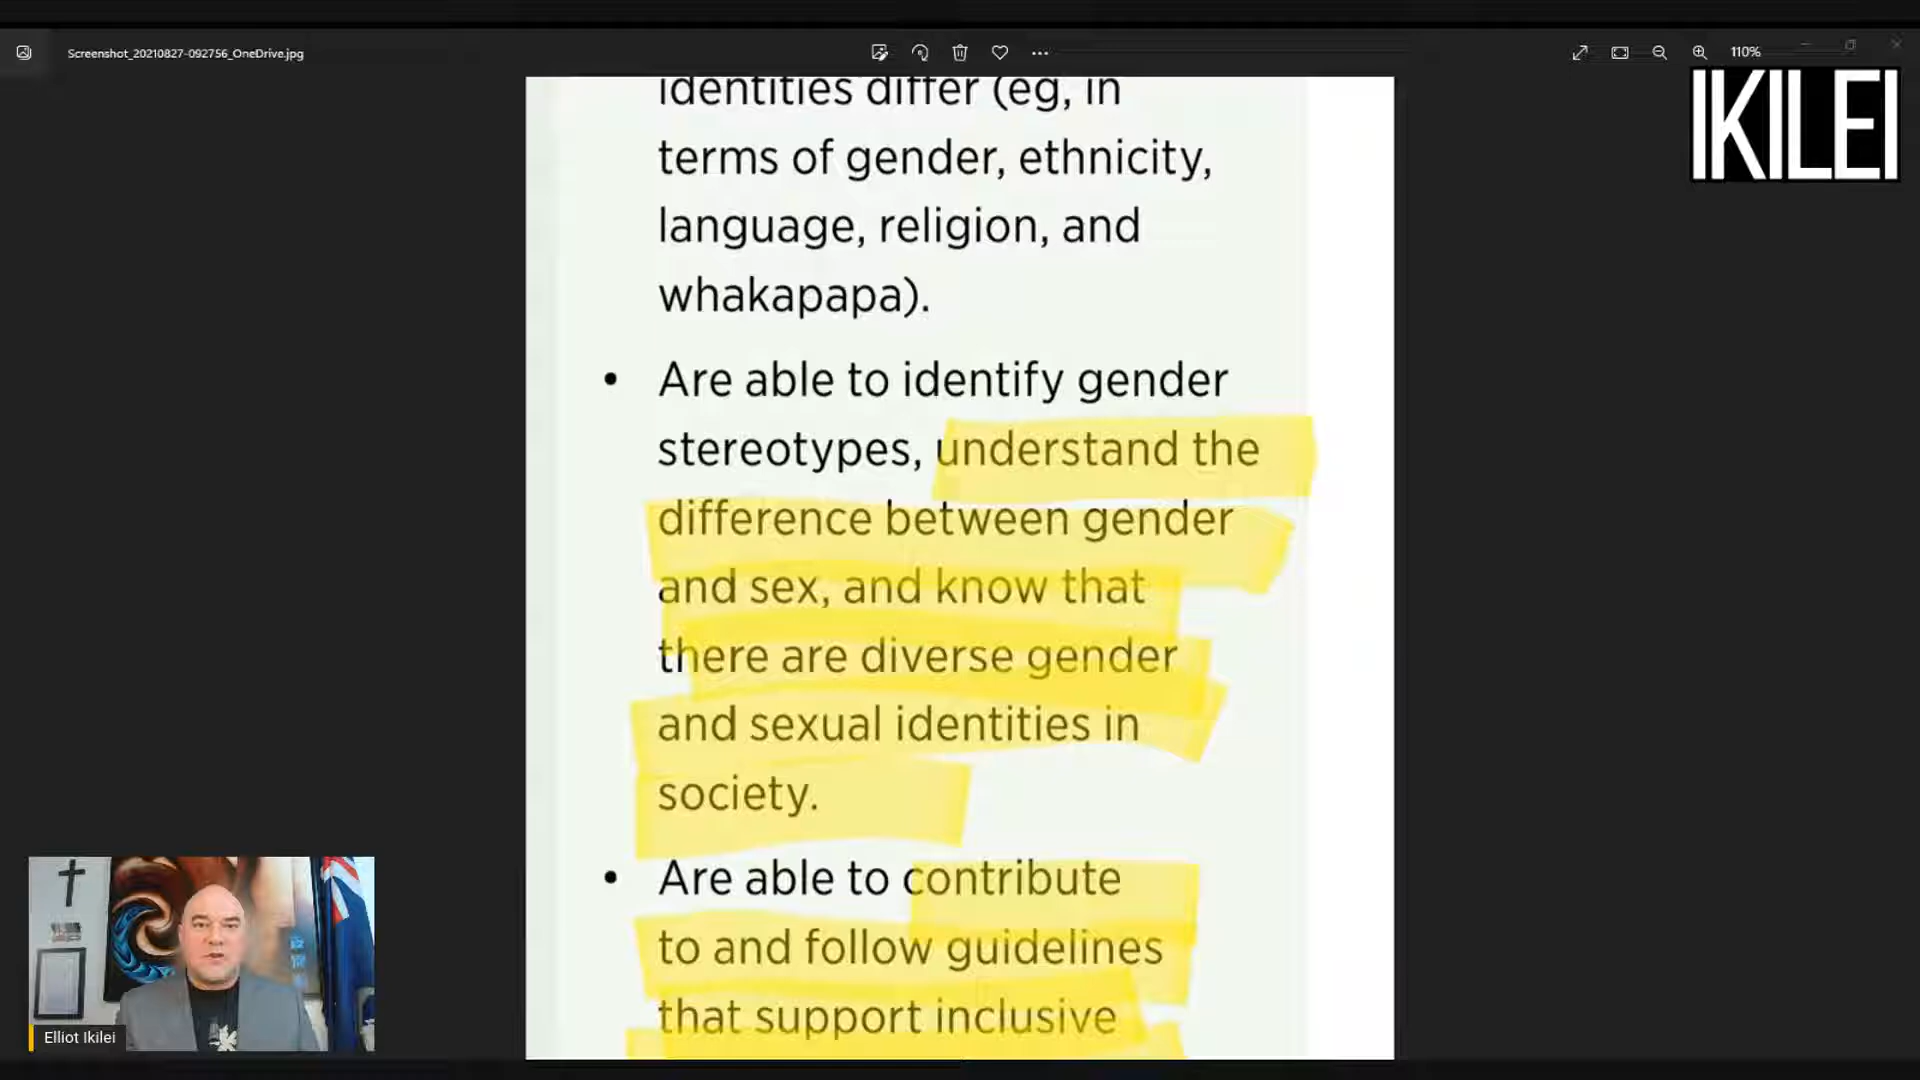 Screenshot_20210827-092756_OneDrive.jpg
110%
IKILEI
identities differ (eg, in
terms of gender, ethnicity,
language, religion, and
whakapapa).
• Are able to identify gender
stereotypes, understand the
difference between gender
and sex, and know that
there are diverse gender
and sexual identities in
society.
• Are able to contribute
to and follow guidelines
that support inclusive
Elliot Ikilei